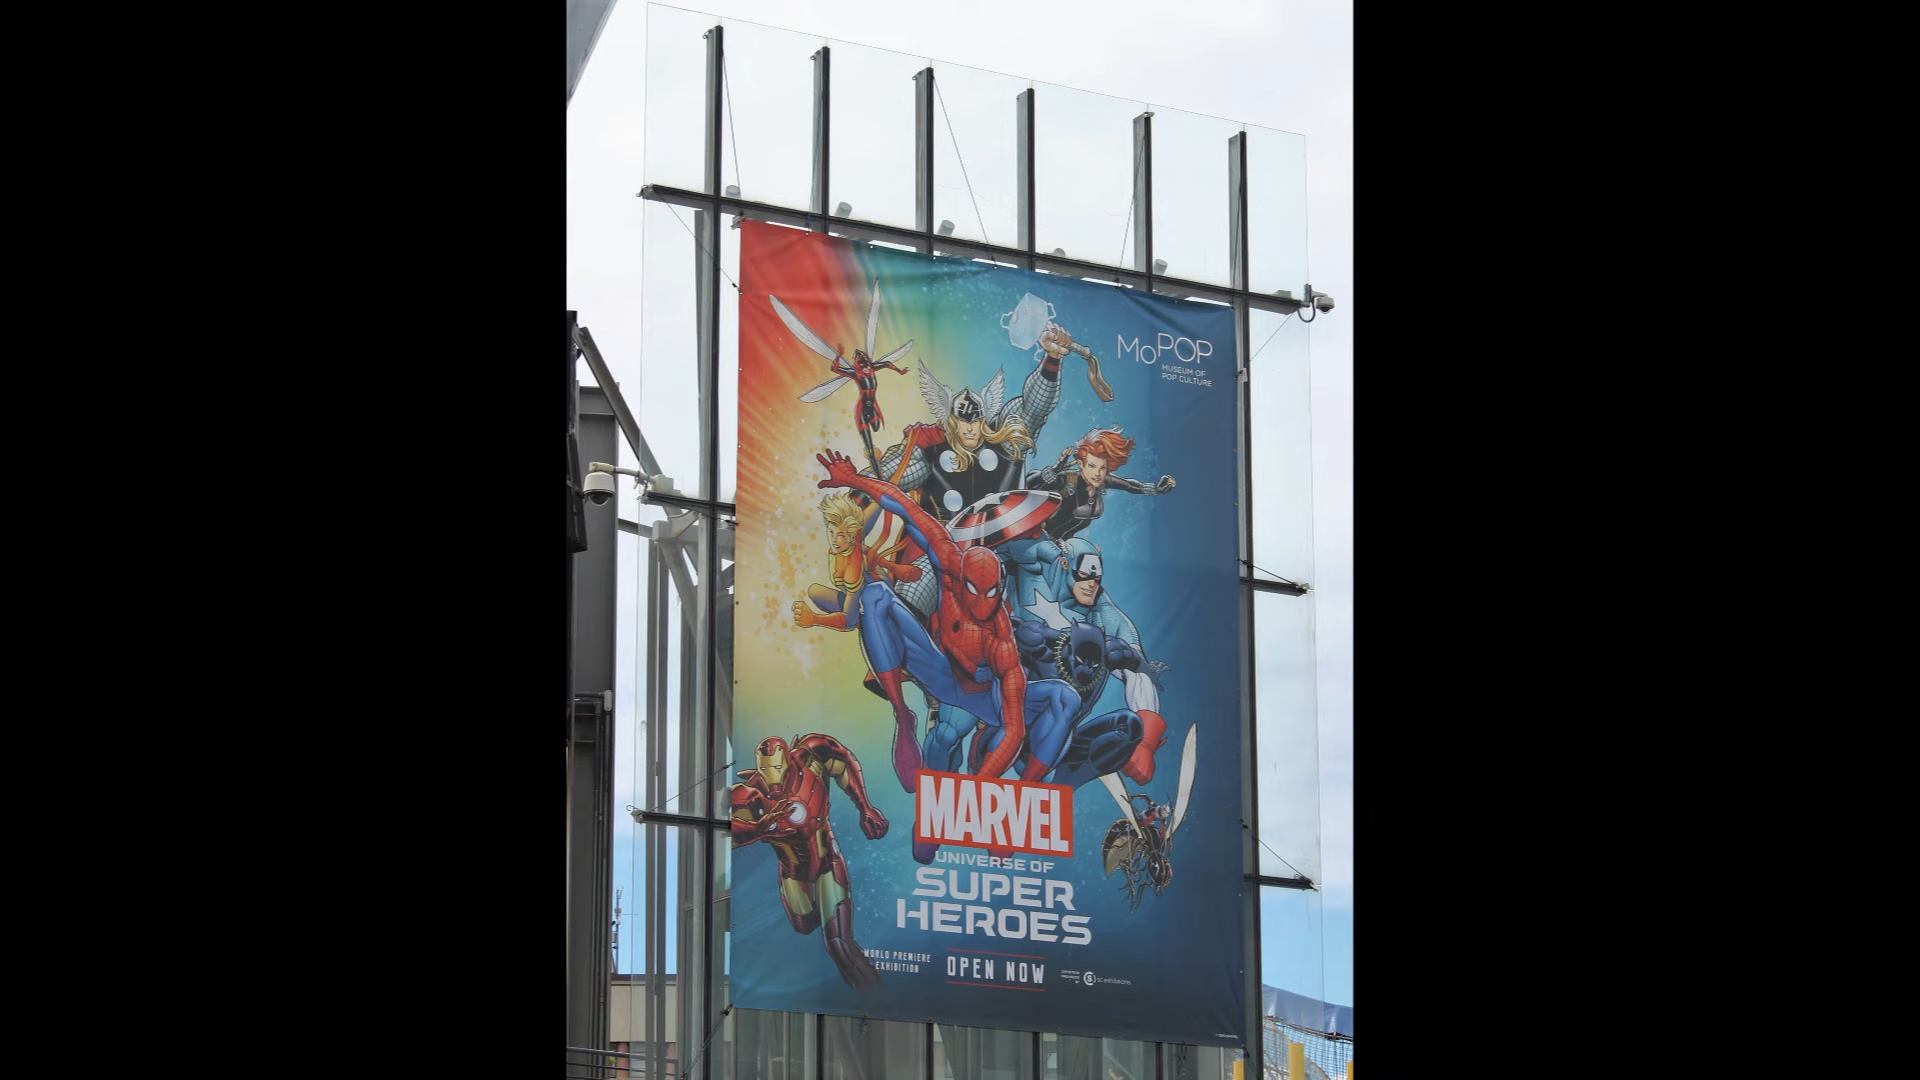 MoPOP
MUSEUM OF
POP CULTURE
A
MARVEL
UNIVERSE OF
SUPER
HEROES
WORLD PREMIERE
EXHIBITION
OPEN NOW